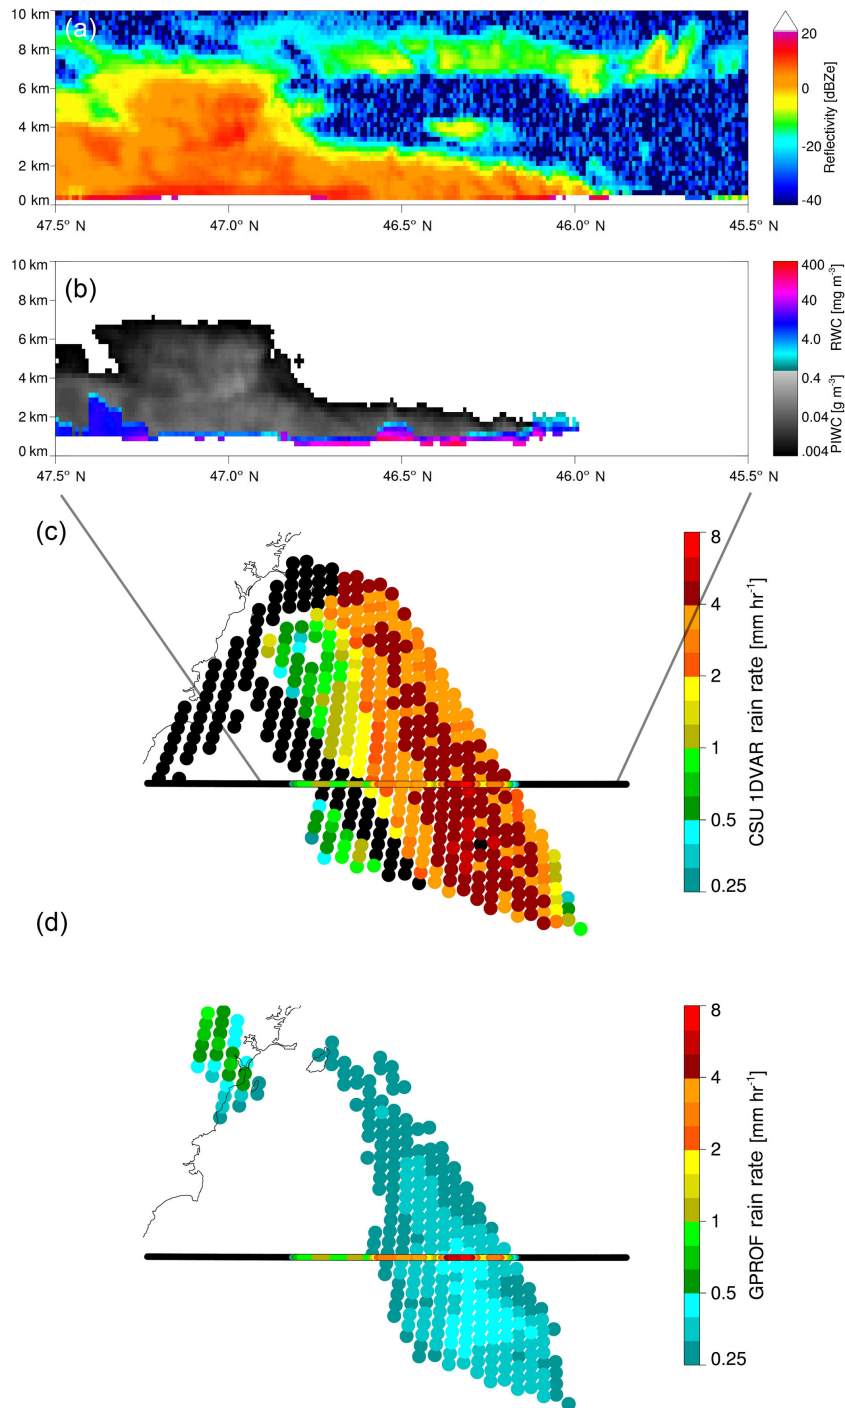 (a)
10 km
8 km
6 km
4 km
2 km
0 km
47.5
47.0° N
46.5° N
46.0° N
45.5° N
20
0
-20
-40
Reflectivity [dBZe]
(b)
10 km
8 km
6 km
4 km
2 km
0 km
47.5
47.0° N
46.5° N
46.0° N
45.5° N
400
40
4.0
0.4
0.04
.004
RWC [mg m-3]
PIWC [g m-3]
(c)
8
4
2
1
0.5
0.25
CSU 1DVAR rain rate [mm hr-1]
(d)
8
4
2
1
0.5
0.25
GPROF rain rate [mm hr-1]